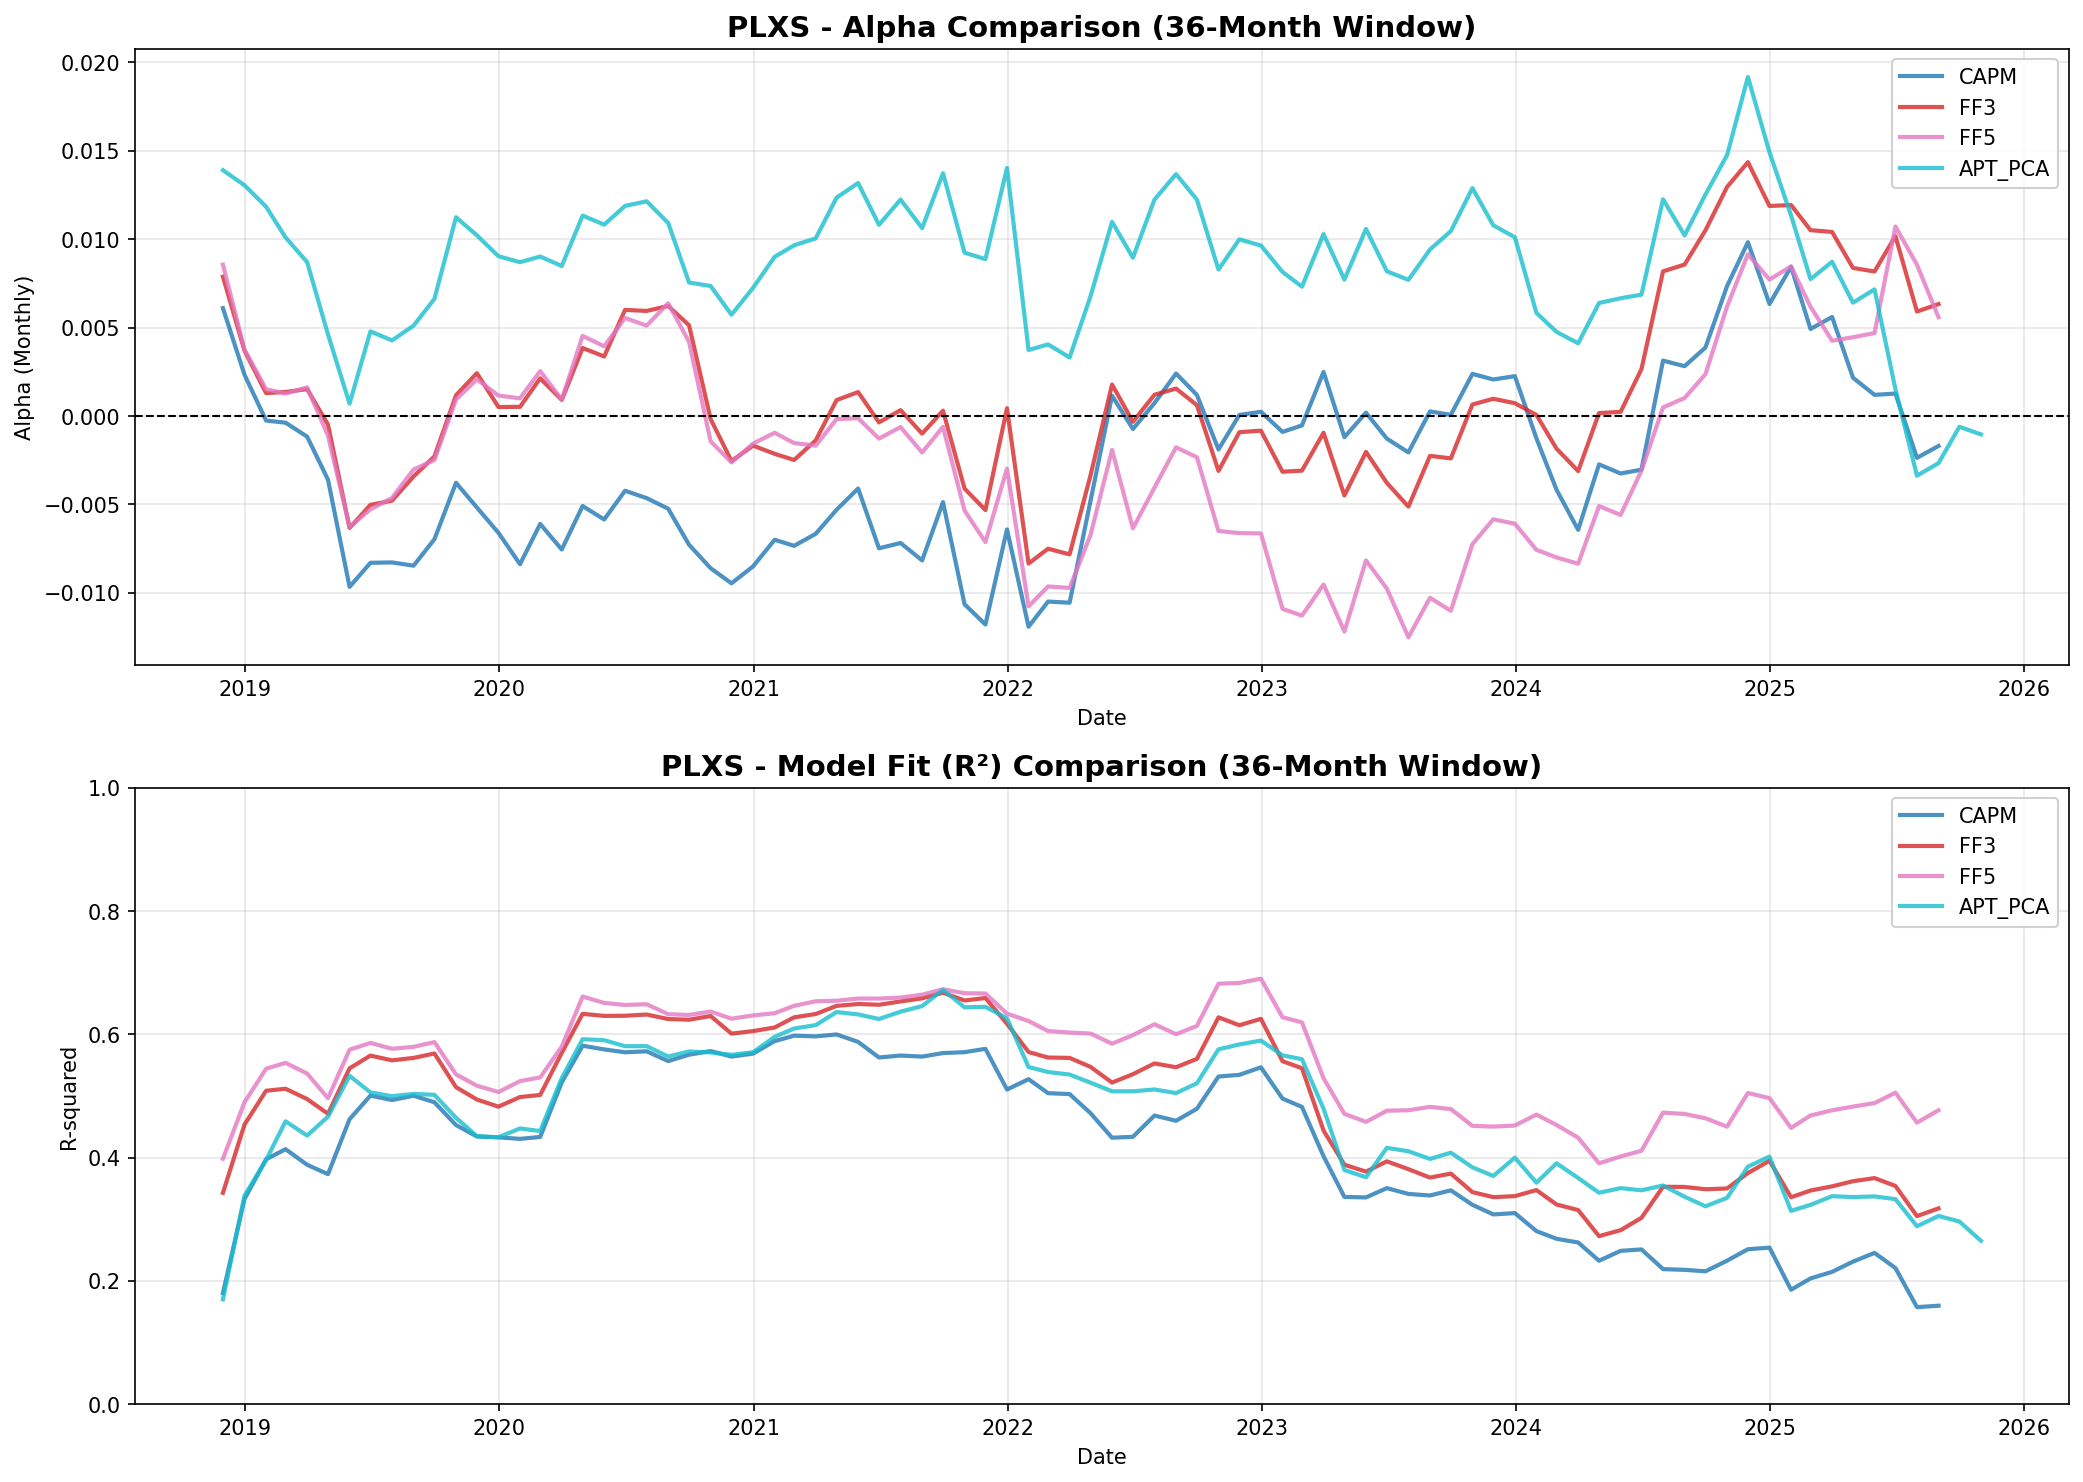 PLXS - Alpha Comparison (36-Month Window)
0.020
0.015
0.010
0.005
0.000
−0.005
−0.010
Alpha (Monthly)
CAPM
FF3
FF5
APT_PCA
2019
2020
2021
2022
2023
2024
2025
2026
Date
PLXS - Model Fit (R²) Comparison (36-Month Window)
1.0
0.8
0.6
0.4
0.2
0.0
R-squared
CAPM
FF3
FF5
APT_PCA
2019
2020
2021
2022
2023
2024
2025
2026
Date